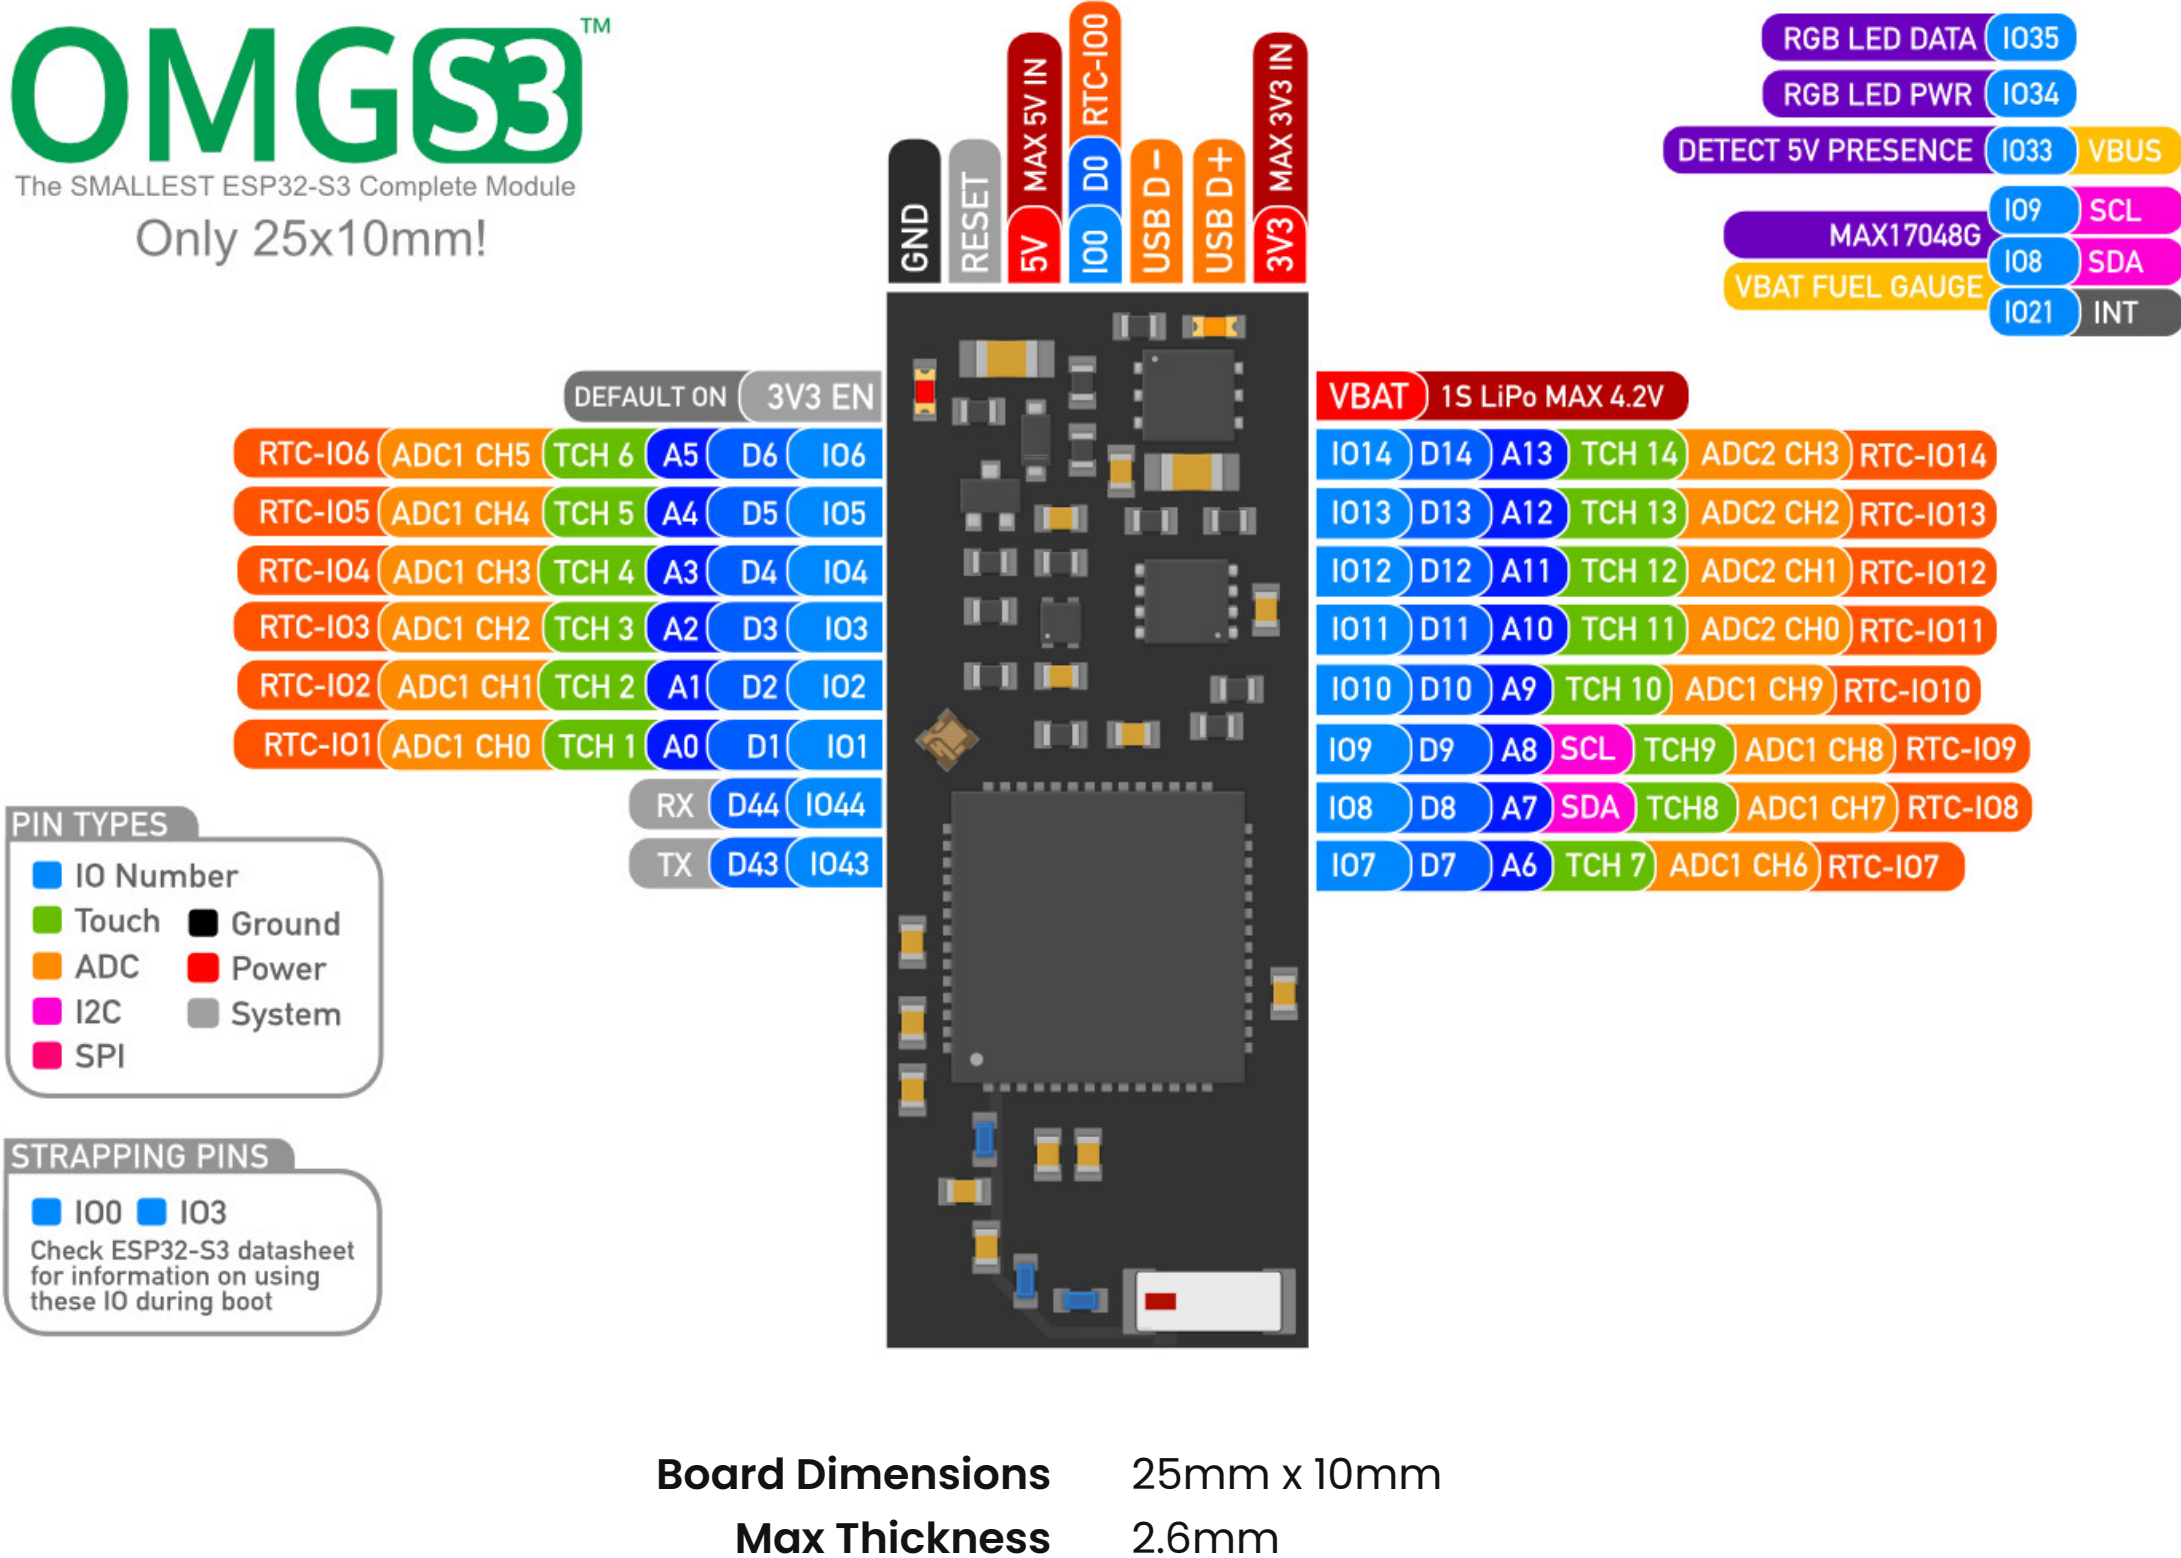 OMGS3™
The SMALLEST ESP32-S3 Complete Module
Only 25x10mm!
GND
RESET
5V MAX 5V IN
IO0 D0 RTC-IO0
USB D-
USB D+
3V3 MAX 3V3 IN
RGB LED DATA IO35
RGB LED PWR IO34
DETECT 5V PRESENCE IO33 VBUS
MAX17048G
VBAT FUEL GAUGE
IO9 SCL
IO8 SDA
IO21 INT
DEFAULT ON 3V3 EN
RTC-IO6 ADC1 CH5 TCH 6 A5 D6 IO6
RTC-IO5 ADC1 CH4 TCH 5 A4 D5 IO5
RTC-IO4 ADC1 CH3 TCH 4 A3 D4 IO4
RTC-IO3 ADC1 CH2 TCH 3 A2 D3 IO3
RTC-IO2 ADC1 CH1 TCH 2 A1 D2 IO2
RTC-IO1 ADC1 CH0 TCH 1 A0 D1 IO1
RX D44 IO44
TX D43 IO43
VBAT 1S LiPo MAX 4.2V
IO14 D14 A13 TCH 14 ADC2 CH3 RTC-IO14
IO13 D13 A12 TCH 13 ADC2 CH2 RTC-IO13
IO12 D12 A11 TCH 12 ADC2 CH1 RTC-IO12
IO11 D11 A10 TCH 11 ADC2 CH0 RTC-IO11
IO10 D10 A9 TCH 10 ADC1 CH9 RTC-IO10
IO9 D9 A8 SCL TCH9 ADC1 CH8 RTC-IO9
IO8 D8 A7 SDA TCH8 ADC1 CH7 RTC-IO8
IO7 D7 A6 TCH 7 ADC1 CH6 RTC-IO7
PIN TYPES
IO Number
Touch Ground
ADC Power
I2C System
SPI
STRAPPING PINS
IO0 IO3
Check ESP32-S3 datasheet
for information on using
these IO during boot
Board Dimensions 25mm x 10mm
Max Thickness 2.6mm